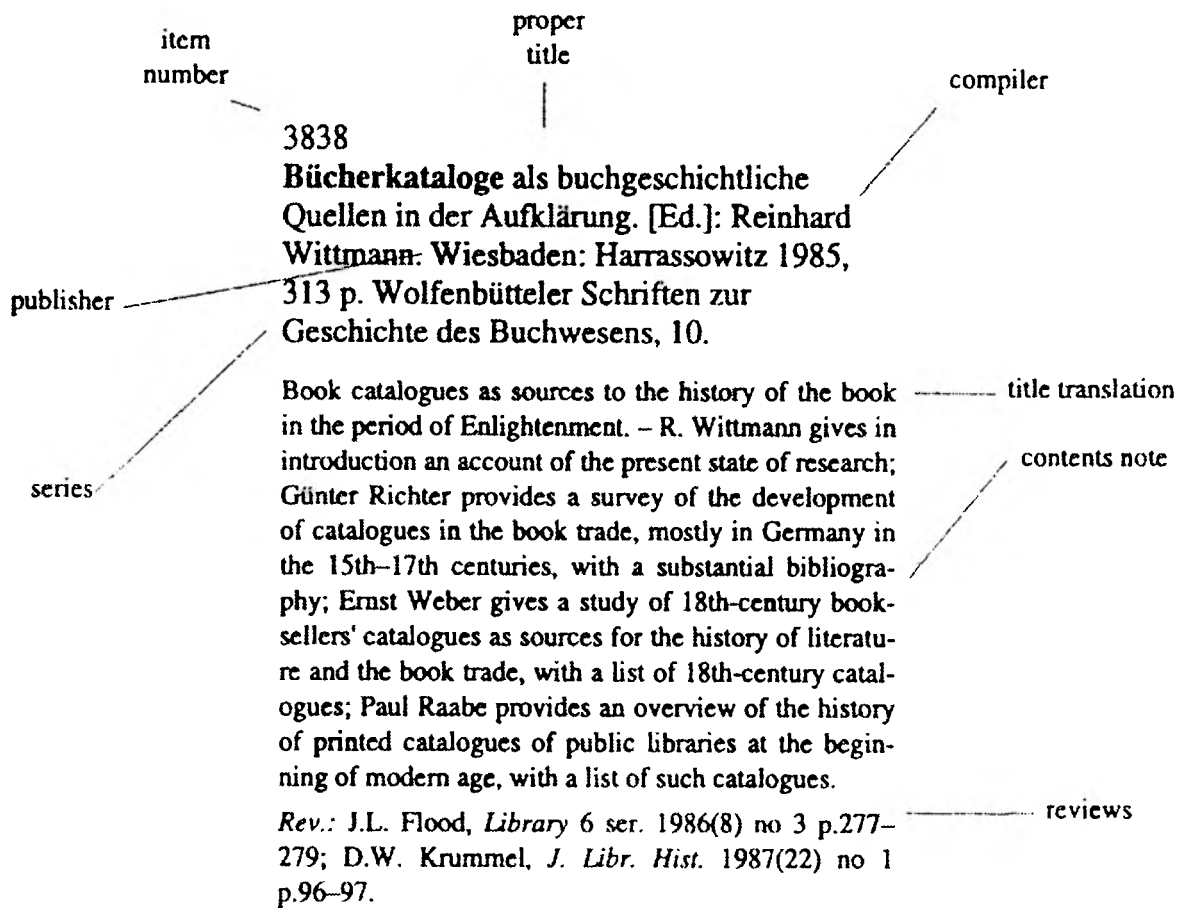 item
number
proper
title
compiler
3838
Bücherkataloge als buchgeschichtliche
Quellen in der Aufklärung. [Ed.]: Reinhard
Wittmann. Wiesbaden: Harrassowitz 1985,
publisher
313 p. Wolfenbütteler Schriften zur
Geschichte des Buchwesens, 10.
Book catalogues as sources to the history of the book
title translation
in the period of Enlightenment. – R. Wittmann gives in
introduction an account of the present state of research;
contents note
series
Günter Richter provides a survey of the development
of catalogues in the book trade, mostly in Germany in
the 15th–17th centuries, with a substantial bibliogra-
phy; Ernst Weber gives a study of 18th-century book-
sellers' catalogues as sources for the history of literatu-
re and the book trade, with a list of 18th-century catal-
ogues; Paul Raabe provides an overview of the history
of printed catalogues of public libraries at the begin-
ning of modern age, with a list of such catalogues.
Rev.: J.L. Flood, Library 6 ser. 1986(8) no 3 p.277–
reviews
279; D.W. Krummel, J. Libr. Hist. 1987(22) no 1
p.96–97.